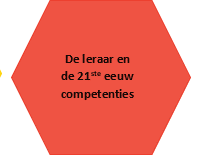 De leraar en
de 21ste eeuw
competenties